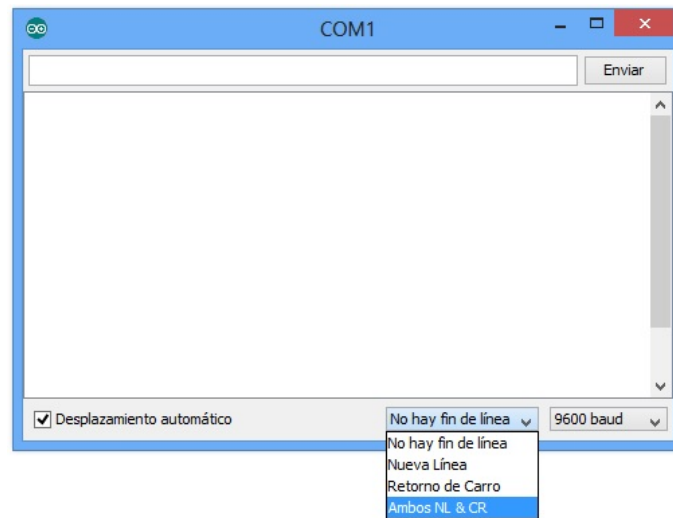 COM1
Enviar
Desplazamiento automático
No hay fin de línea
9600 baud
No hay fin de línea
Nueva Línea
Retorno de Carro
Ambos NL & CR